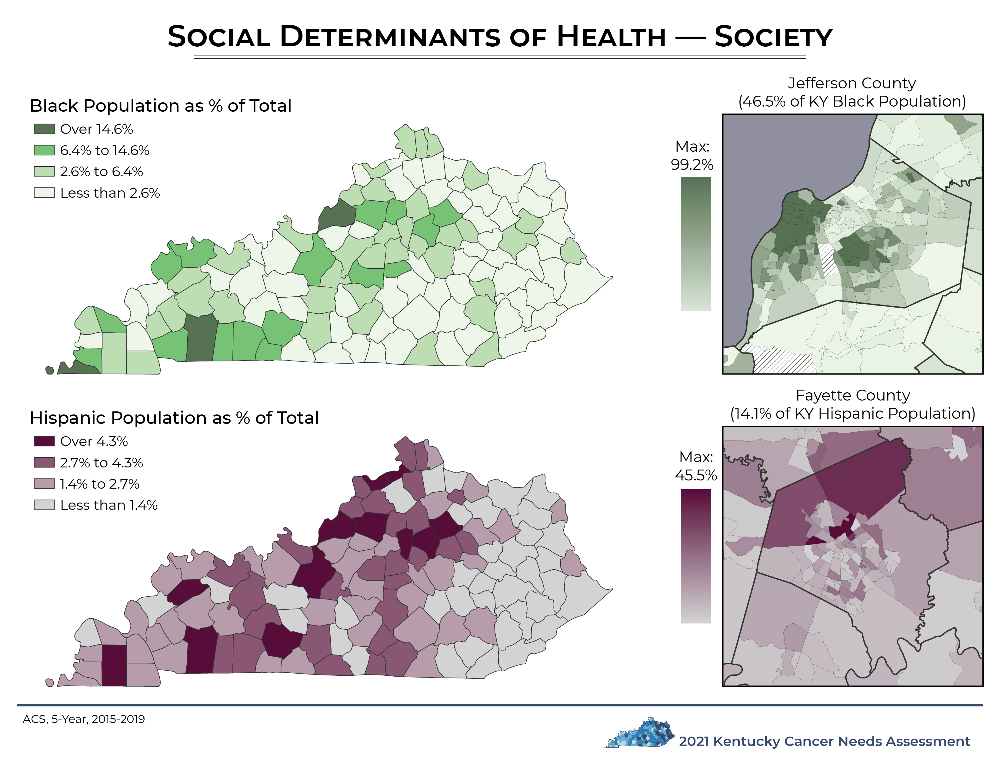 SOCIAL DETERMINANTS OF HEALTH — SOCIETY
Black Population as % of Total
Over 14.6%
6.4% to 14.6%
2.6% to 6.4%
Less than 2.6%
Jefferson County
(46.5% of KY Black Population)
Max:
99.2%
Hispanic Population as % of Total
Over 4.3%
2.7% to 4.3%
1.4% to 2.7%
Less than 1.4%
Fayette County
(14.1% of KY Hispanic Population)
Max:
45.5%
ACS, 5-Year, 2015-2019
2021 Kentucky Cancer Needs Assessment